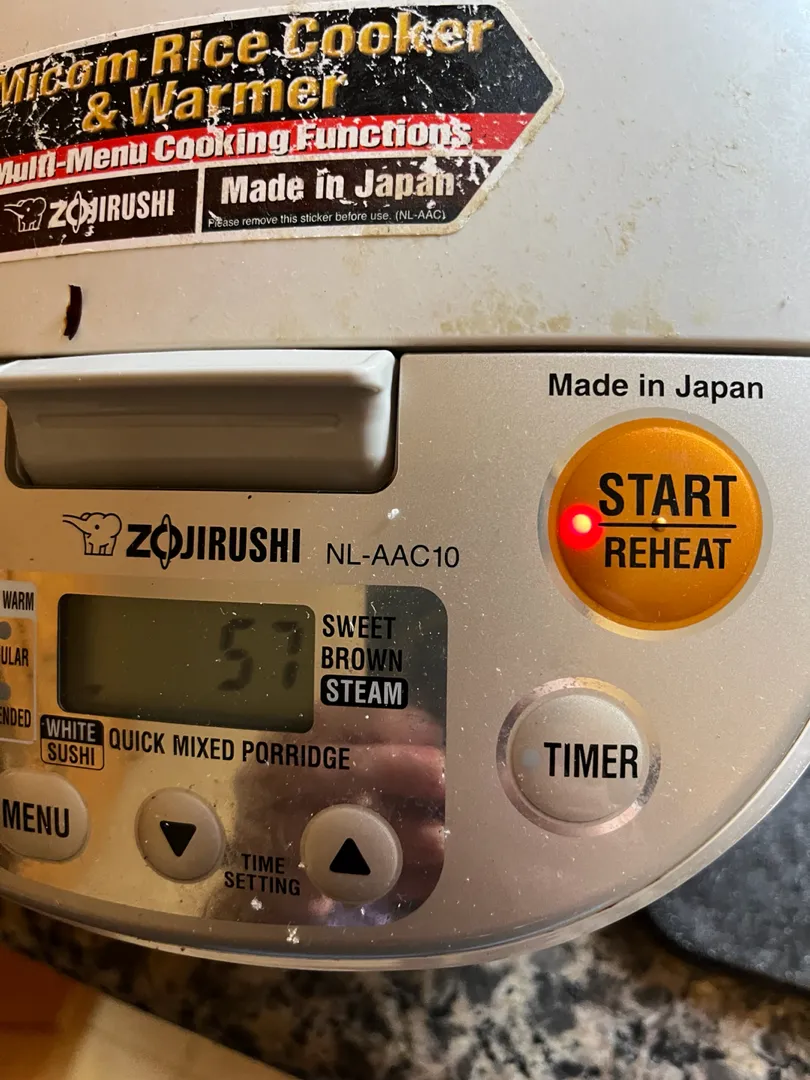 Micom Rice Cooker
& Warmer
Multi-Menu Cooking Functions
ZOJIRUSHI
Made in Japan
Please remove this sticker before use. (NL-AAC)
Made in Japan
START
REHEAT
ZOJIRUSHI NL-AAC10
WARM
ULAR
ENDED
57
SWEET
BROWN
STEAM
WHITE
SUSHI
QUICK MIXED PORRIDGE
TIMER
MENU
TIME
SETTING